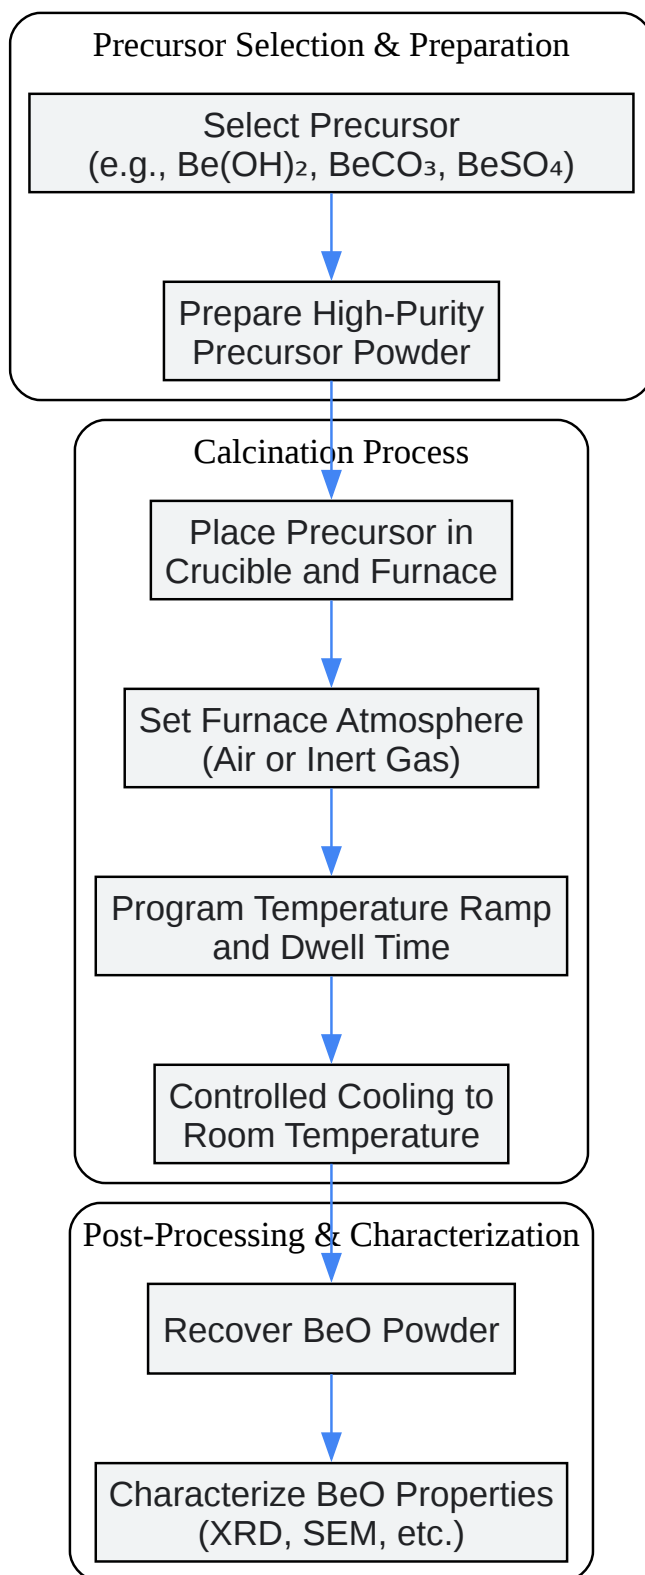 Precursor Selection & Preparation
Select Precursor
(e.g., Be(OH)₂, BeCO₃, BeSO₄)
Prepare High-Purity
Precursor Powder
Calcination Process
Place Precursor in
Crucible and Furnace
Set Furnace Atmosphere
(Air or Inert Gas)
Program Temperature Ramp
and Dwell Time
Controlled Cooling to
Room Temperature
Post-Processing & Characterization
Recover BeO Powder
Characterize BeO Properties
(XRD, SEM, etc.)